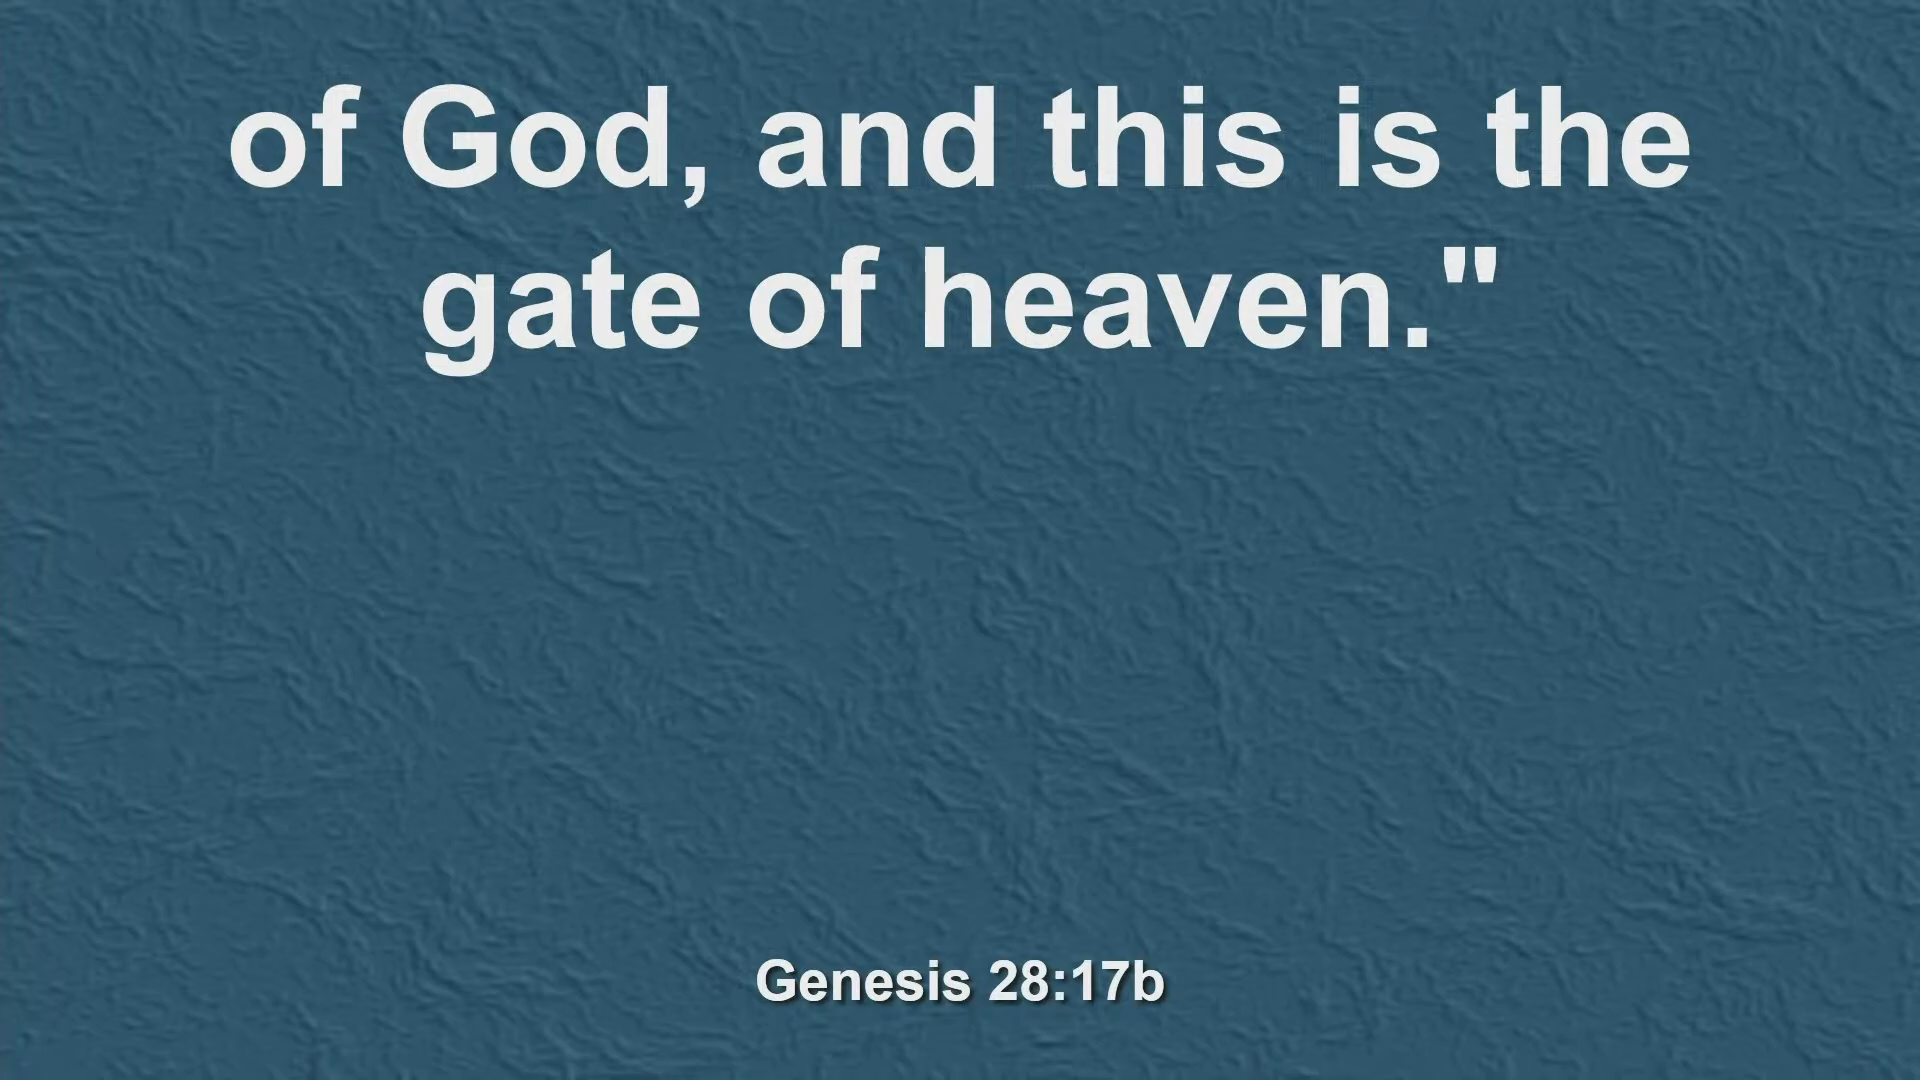 of God, and this is the
gate of heaven."
Genesis 28:17b